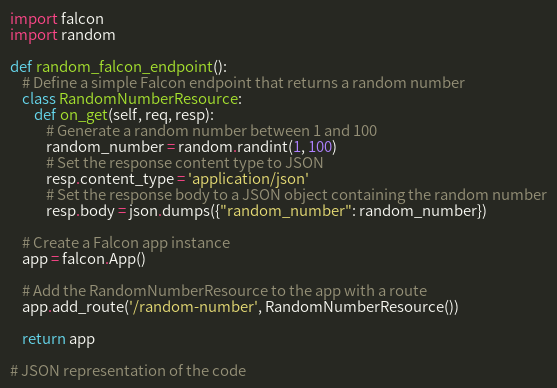 import falcon
import random

def random_falcon_endpoint():
    # Define a simple Falcon endpoint that returns a random number
    class RandomNumberResource:
        def on_get(self, req, resp):
            # Generate a random number between 1 and 100
            random_number = random.randint(1, 100)
            # Set the response content type to JSON
            resp.content_type = 'application/json'
            # Set the response body to a JSON object containing the random number
            resp.body = json.dumps({"random_number": random_number})

    # Create a Falcon app instance
    app = falcon.App()

    # Add the RandomNumberResource to the app with a route
    app.add_route('/random-number', RandomNumberResource())

    return app

# JSON representation of the code